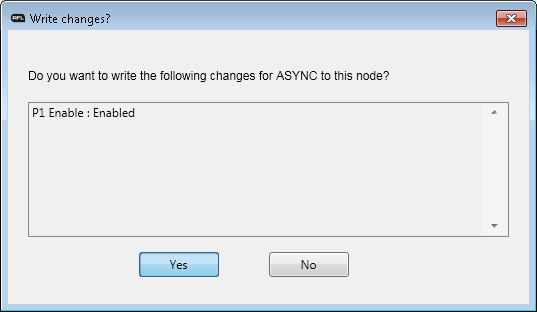 AFL Write changes?
Do you want to write the following changes for ASYNC to this node?
P1 Enable : Enabled
Yes No